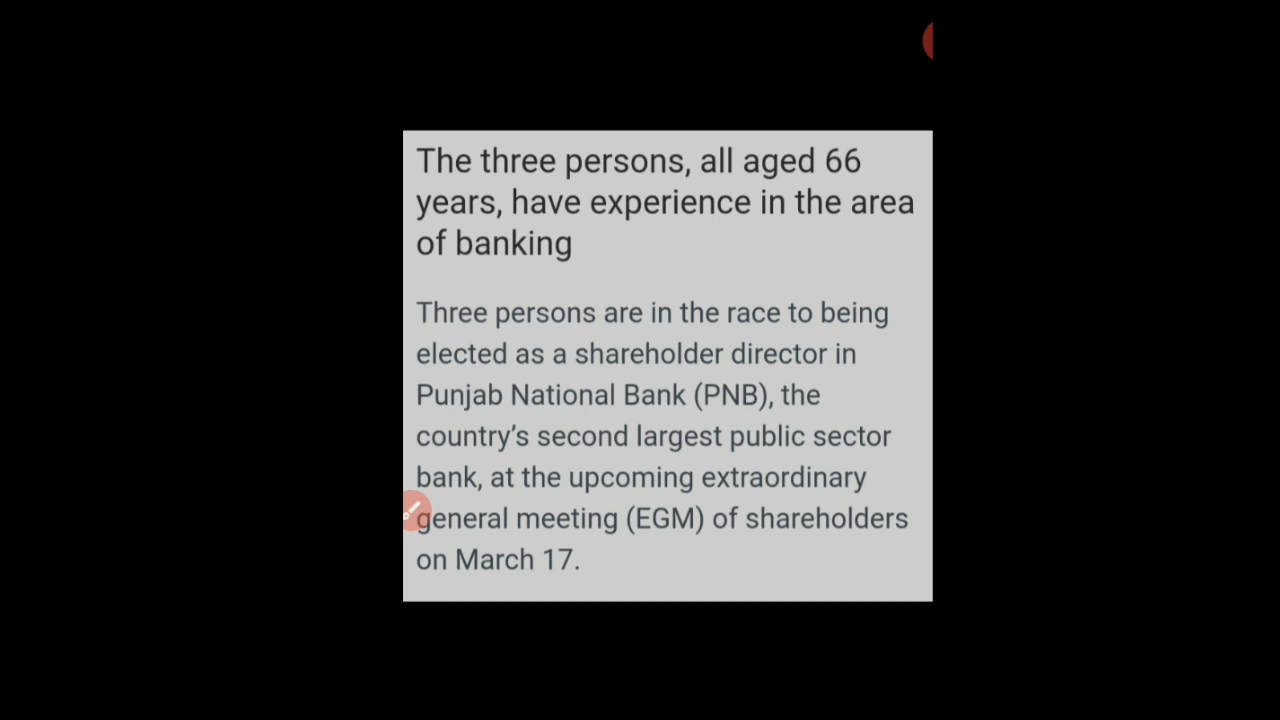 The three persons, all aged 66
years, have experience in the area
of banking
Three persons are in the race to being
elected as a shareholder director in
Punjab National Bank (PNB), the
country’s second largest public sector
bank, at the upcoming extraordinary
general meeting (EGM) of shareholders
on March 17.